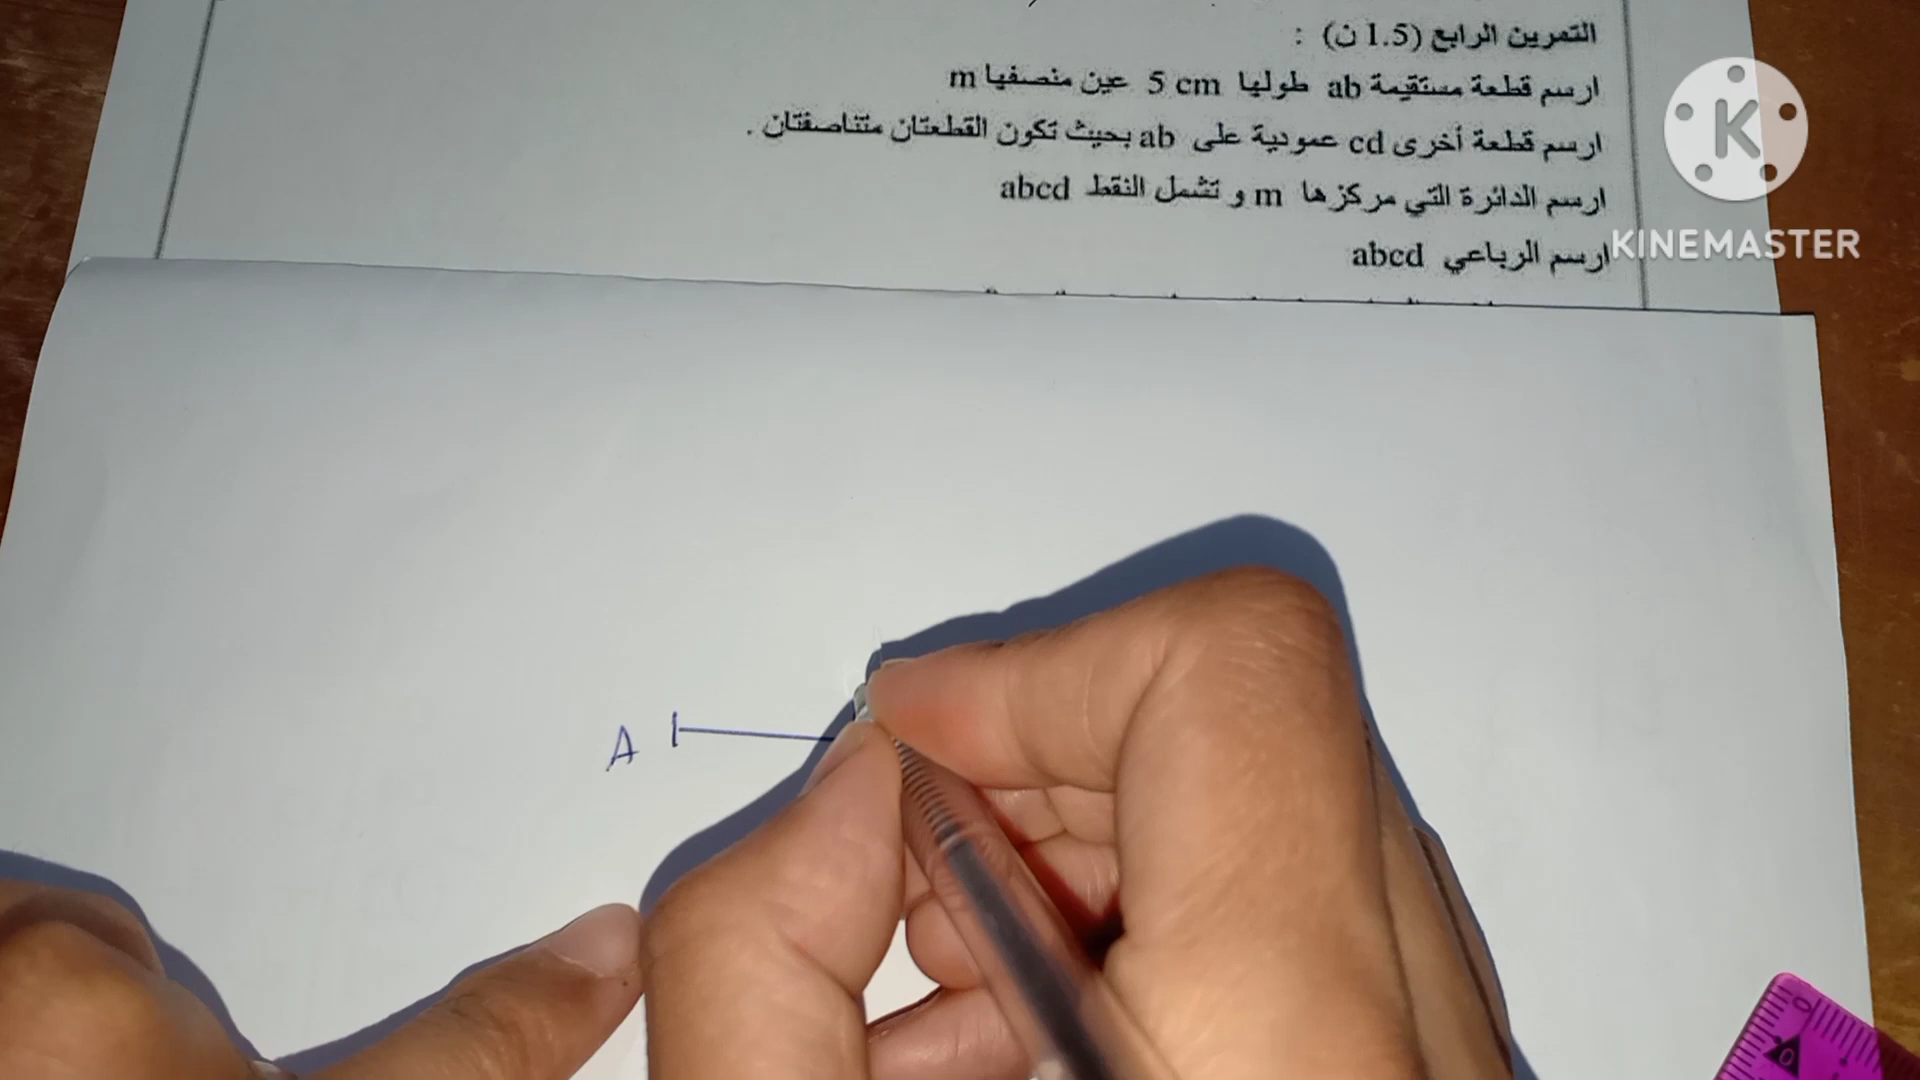 التمرين الرابع (1.5 ن) :
ارسم قطعة مستقيمة ab طولها 5 cm عين منصفها m
ارسم قطعة أخرى cd عمودية على ab بحيث تكون القطعتان متناصفتان .
ارسم الدائرة التي مركزها m و تشمل النقط abcd
ارسم الرباعي abcd
K
KINEMASTER
A
0